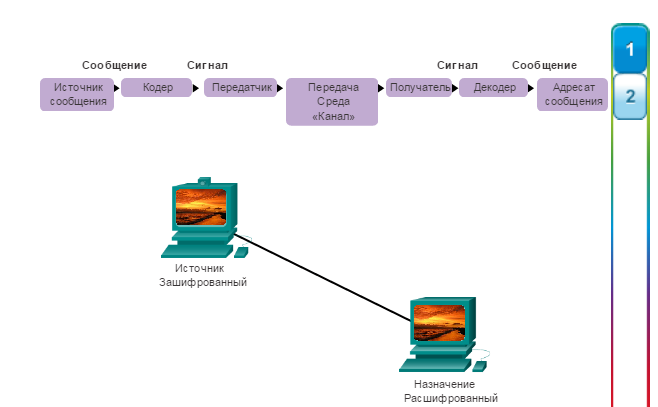 Сообщение Сигнал Сигнал Сообщение
Источник сообщения
Кодер
Передатчик
Передача
Среда
«Канал»
Получатель
Декодер
Адресат сообщения
1
2
Источник
Зашифрованный
Назначение
Расшифрованный